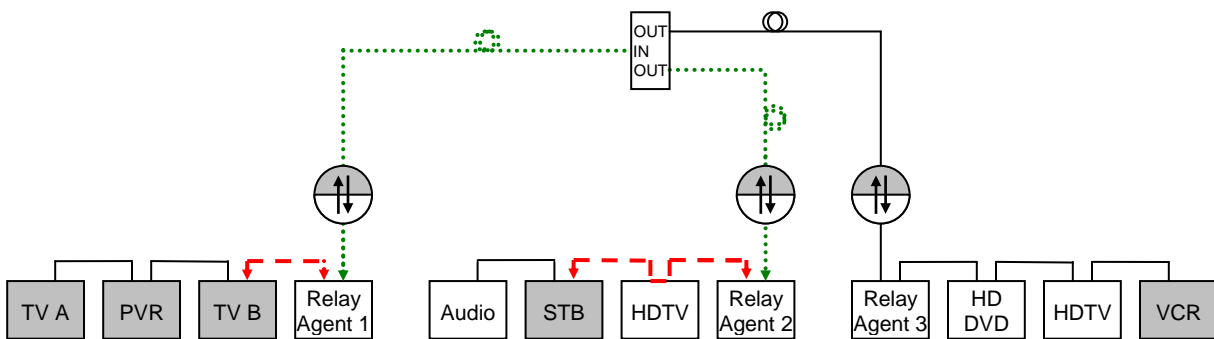 OUT
IN
OUT
TV A
PVR
TV B
Relay
Agent 1
Audio
STB
HDTV
Relay
Agent 2
Relay
Agent 3
HD
DVD
HDTV
VCR